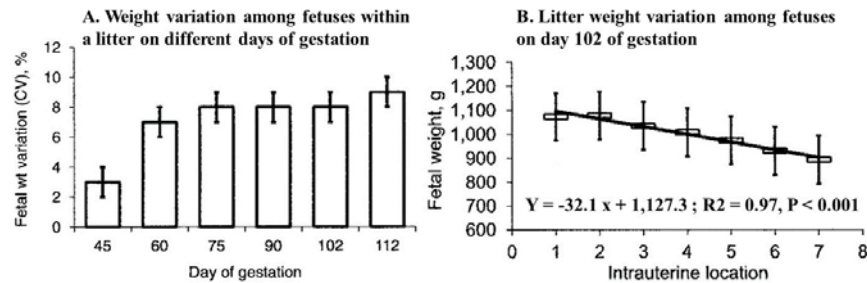 A. Weight variation among fetuses within
a litter on different days of gestation
Fetal wt variation (CV), %
12
10
8
6
4
2
0
45 60 75 90 102 112
Day of gestation
B. Litter weight variation among fetuses
on day 102 of gestation
Fetal weight, g
1,300
1,200
1,100
1,000
900
800
700
600
Y = -32.1 x + 1,127.3 ; R2 = 0.97, P < 0.001
0 1 2 3 4 5 6 7 8
Intrauterine location